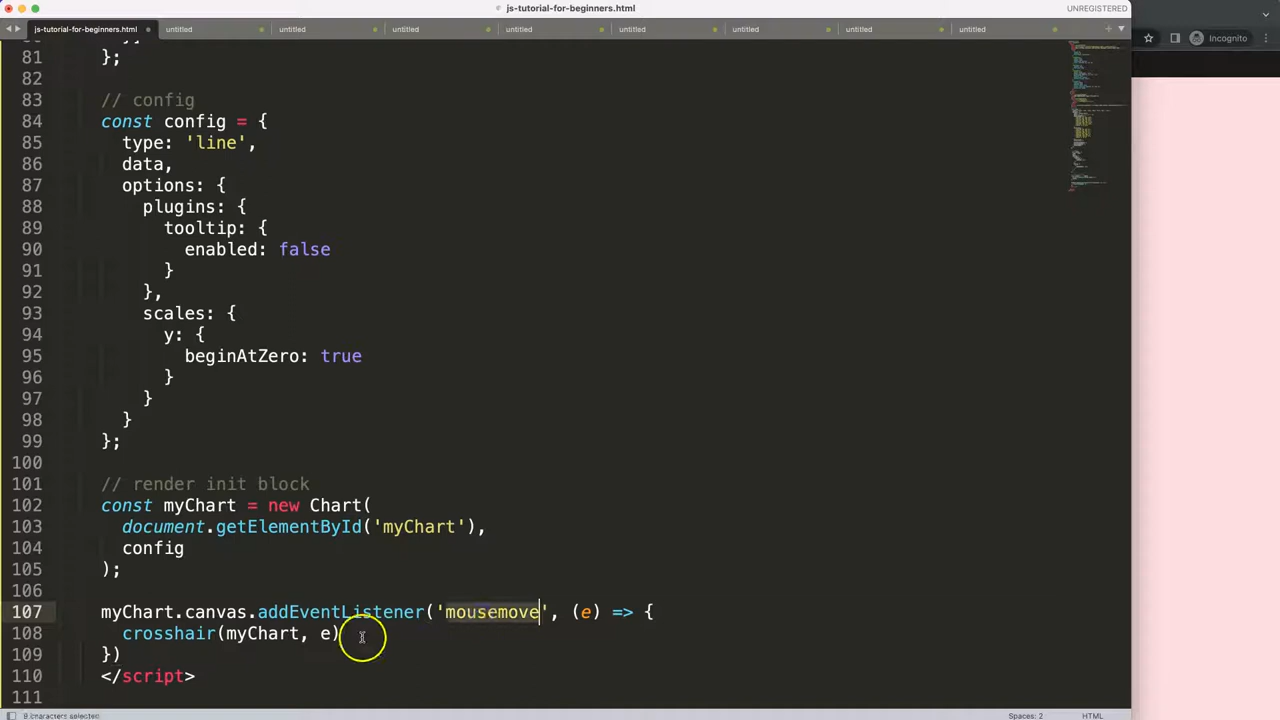 js-tutorial-for-beginners.html
UNREGISTERED
js-tutorial-for-beginners.html untitled untitled untitled untitled untitled untitled untitled untitled
Incognito
81 };
82
83 // config
84 const config = {
85 type: 'line',
86 data,
87 options: {
88 plugins: {
89 tooltip: {
90 enabled: false
91 }
92 },
93 scales: {
94 y: {
95 beginAtZero: true
96 }
97 }
98 }
99 };
100
101 // render init block
102 const myChart = new Chart(
103 document.getElementById('myChart'),
104 config
105 );
106
107 myChart.canvas.addEventListener('mousemove', (e) => {
108 crosshair(myChart, e)
109 })
110 </script>
111
9 characters selected
Spaces: 2
HTML